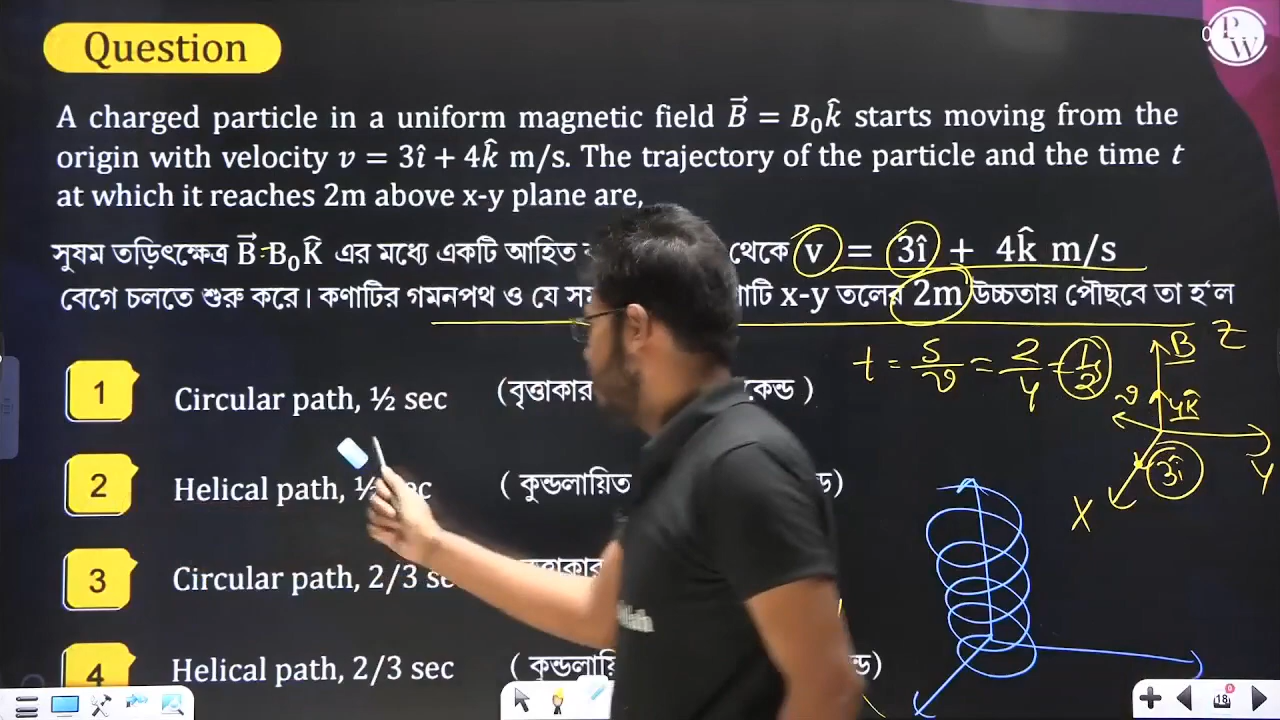 Question
PW
A charged particle in a uniform magnetic field B⃗ = B₀k̂ starts moving from the
origin with velocity v = 3î + 4k̂ m/s. The trajectory of the particle and the time t
at which it reaches 2m above x-y plane are,
সুষম তড়িৎক্ষেত্র B⃗ = B₀K̂ এর মধ্যে একটি আহিত থেকে v = 3î + 4k̂ m/s
বেগে চলতে শুরু করে। কণাটির গমনপথ ও যে x-y তলের 2m উচ্চতায় পৌছবে তা হ'ল
t = S/v = 2/4 = 1/2
B Z
v 4k̂
3î
Y
X
1 Circular path, ½ sec (বৃত্তাকার )
2 Helical path, ( কুন্ডলায়িত )
3 Circular path, 2/3
4 Helical path, 2/3 sec (
18